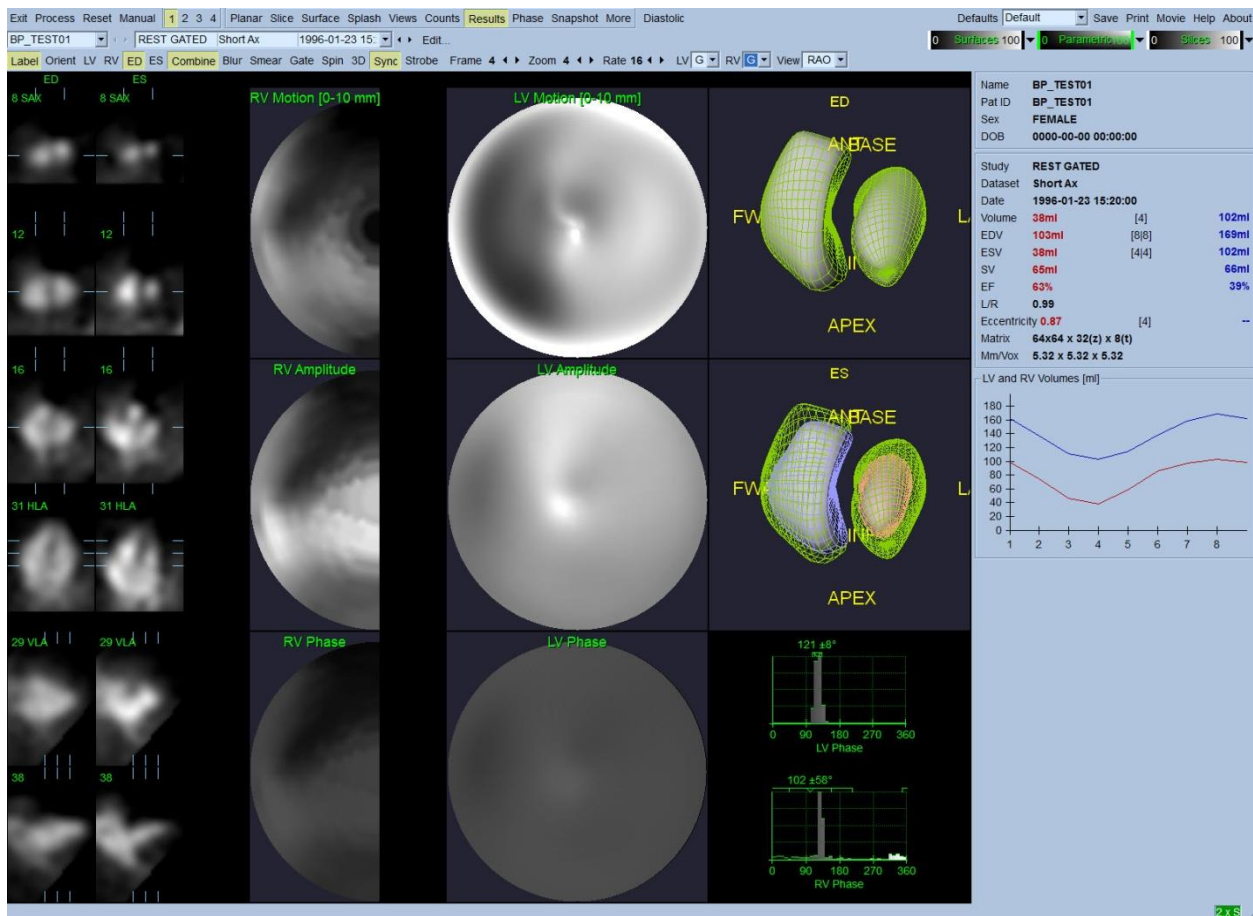 Exit Process Reset Manual 1 2 3 4 Planar Slice Surface Splash Views Counts Results Phase Snapshot More Diastolic Defaults Default Save Print Movie Help About
BP_TEST01 REST GATED Short Ax 1996-01-23 15: Edit... 0 Surfaces 100 0 Parametric 100 0 Slices 100
Label Orient LV RV ED ES Combine Blur Smear Gate Spin 3D Sync Strobe Frame 4 Zoom 4 Rate 16 LV G RV G View RAO
ED ES
8 SAX 8 SAX
12 12
16 16
31 HLA 31 HLA
29 VLA 29 VLA
38 38
RV Motion [0-10 mm] LV Motion [0-10 mm] ED
ANT BASE
FW
IN
APEX
RV Amplitude LV Amplitude ES
ANT BASE
FW
IN
APEX
RV Phase LV Phase
121 ±8°
0 90 180 270 360
LV Phase
102 ±58°
0 90 180 270 360
RV Phase
Name BP_TEST01
Pat ID BP_TEST01
Sex FEMALE
DOB 0000-00-00 00:00:00
Study REST GATED
Dataset Short Ax
Date 1996-01-23 15:20:00
Volume 38ml [4] 102ml
EDV 103ml [8|8] 169ml
ESV 38ml [4|4] 102ml
SV 65ml 66ml
EF 63% 39%
L/R 0.99
Eccentricity 0.87 [4] --
Matrix 64x64 x 32(z) x 8(t)
Mm/Vox 5.32 x 5.32 x 5.32
LV and RV Volumes [ml]
180
160
140
120
100
80
60
40
20
0
1 2 3 4 5 6 7 8
2 x S